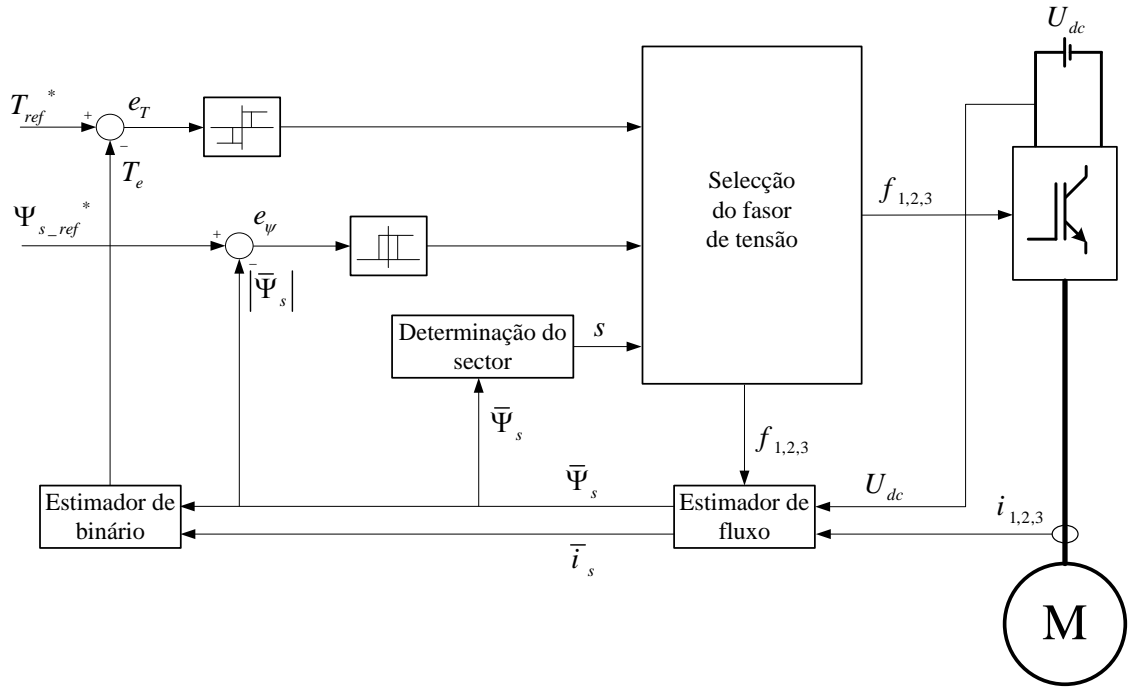 U_dc
T_ref*
+
e_T
−
T_e
Ψ_s_ref*
+
e_ψ
−
|Ψ̅_s|
Selecção
do fasor
de tensão
f_1,2,3
Determinação do
sector
s
Ψ̅_s
f_1,2,3
Ψ̅_s
U_dc
i_1,2,3
Estimador de
binário
Estimador de
fluxo
i̅_s
M